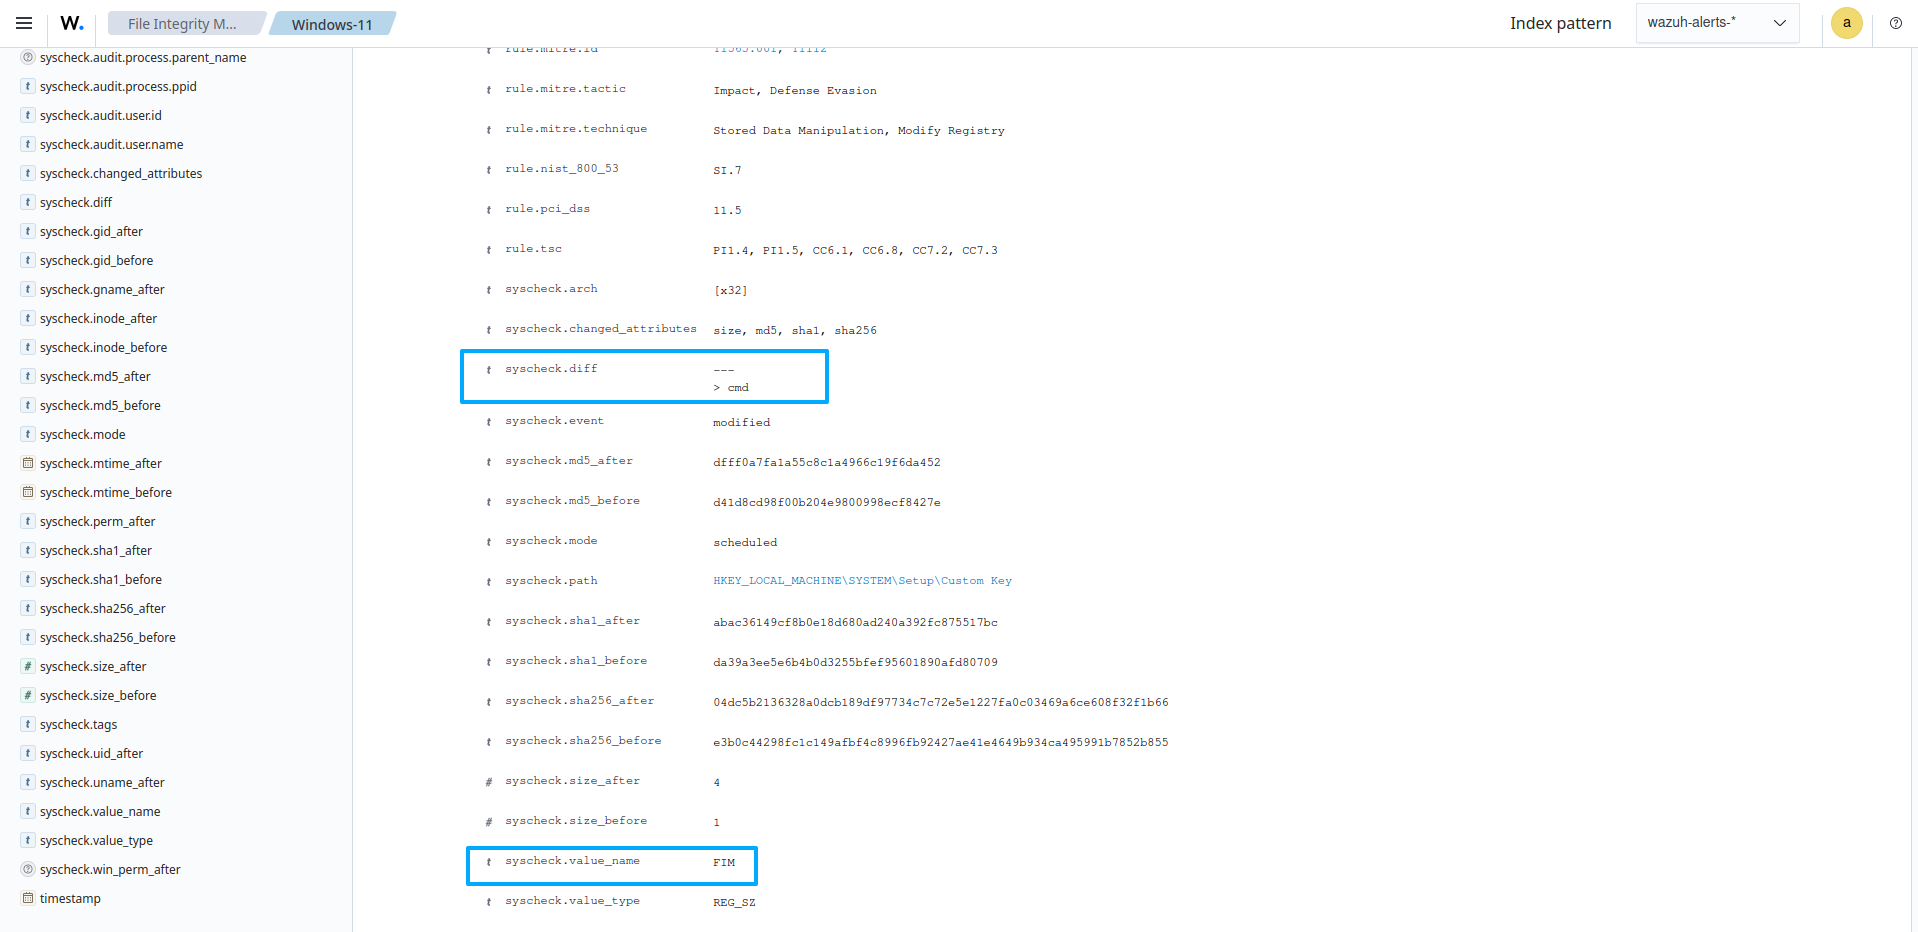 W.
File Integrity M...
Windows-11
Index pattern
wazuh-alerts-*
a
syscheck.audit.process.parent_name
syscheck.audit.process.ppid
syscheck.audit.user.id
syscheck.audit.user.name
syscheck.changed_attributes
syscheck.diff
syscheck.gid_after
syscheck.gid_before
syscheck.gname_after
syscheck.inode_after
syscheck.inode_before
syscheck.md5_after
syscheck.md5_before
syscheck.mode
syscheck.mtime_after
syscheck.mtime_before
syscheck.perm_after
syscheck.sha1_after
syscheck.sha1_before
syscheck.sha256_after
syscheck.sha256_before
syscheck.size_after
syscheck.size_before
syscheck.tags
syscheck.uid_after
syscheck.uname_after
syscheck.value_name
syscheck.value_type
syscheck.win_perm_after
timestamp
t rule.mitre.id
t rule.mitre.tactic Impact, Defense Evasion
t rule.mitre.technique Stored Data Manipulation, Modify Registry
t rule.nist_800_53 SI.7
t rule.pci_dss 11.5
t rule.tsc PI1.4, PI1.5, CC6.1, CC6.8, CC7.2, CC7.3
t syscheck.arch [x32]
t syscheck.changed_attributes size, md5, sha1, sha256
t syscheck.diff ---
> cmd
t syscheck.event modified
t syscheck.md5_after dfff0a7fa1a55c8c1a4966c19f6da452
t syscheck.md5_before d41d8cd98f00b204e9800998ecf8427e
t syscheck.mode scheduled
t syscheck.path HKEY_LOCAL_MACHINE\SYSTEM\Setup\Custom Key
t syscheck.sha1_after abac36149cf8b0e18d680ad240a392fc875517bc
t syscheck.sha1_before da39a3ee5e6b4b0d3255bfef95601890afd80709
t syscheck.sha256_after 04dc5b2136328a0dcb189df97734c7c72e5e1227fa0c03469a6ce608f32f1b66
t syscheck.sha256_before e3b0c44298fc1c149afbf4c8996fb92427ae41e4649b934ca495991b7852b855
# syscheck.size_after 4
# syscheck.size_before 1
t syscheck.value_name FIM
t syscheck.value_type REG_SZ